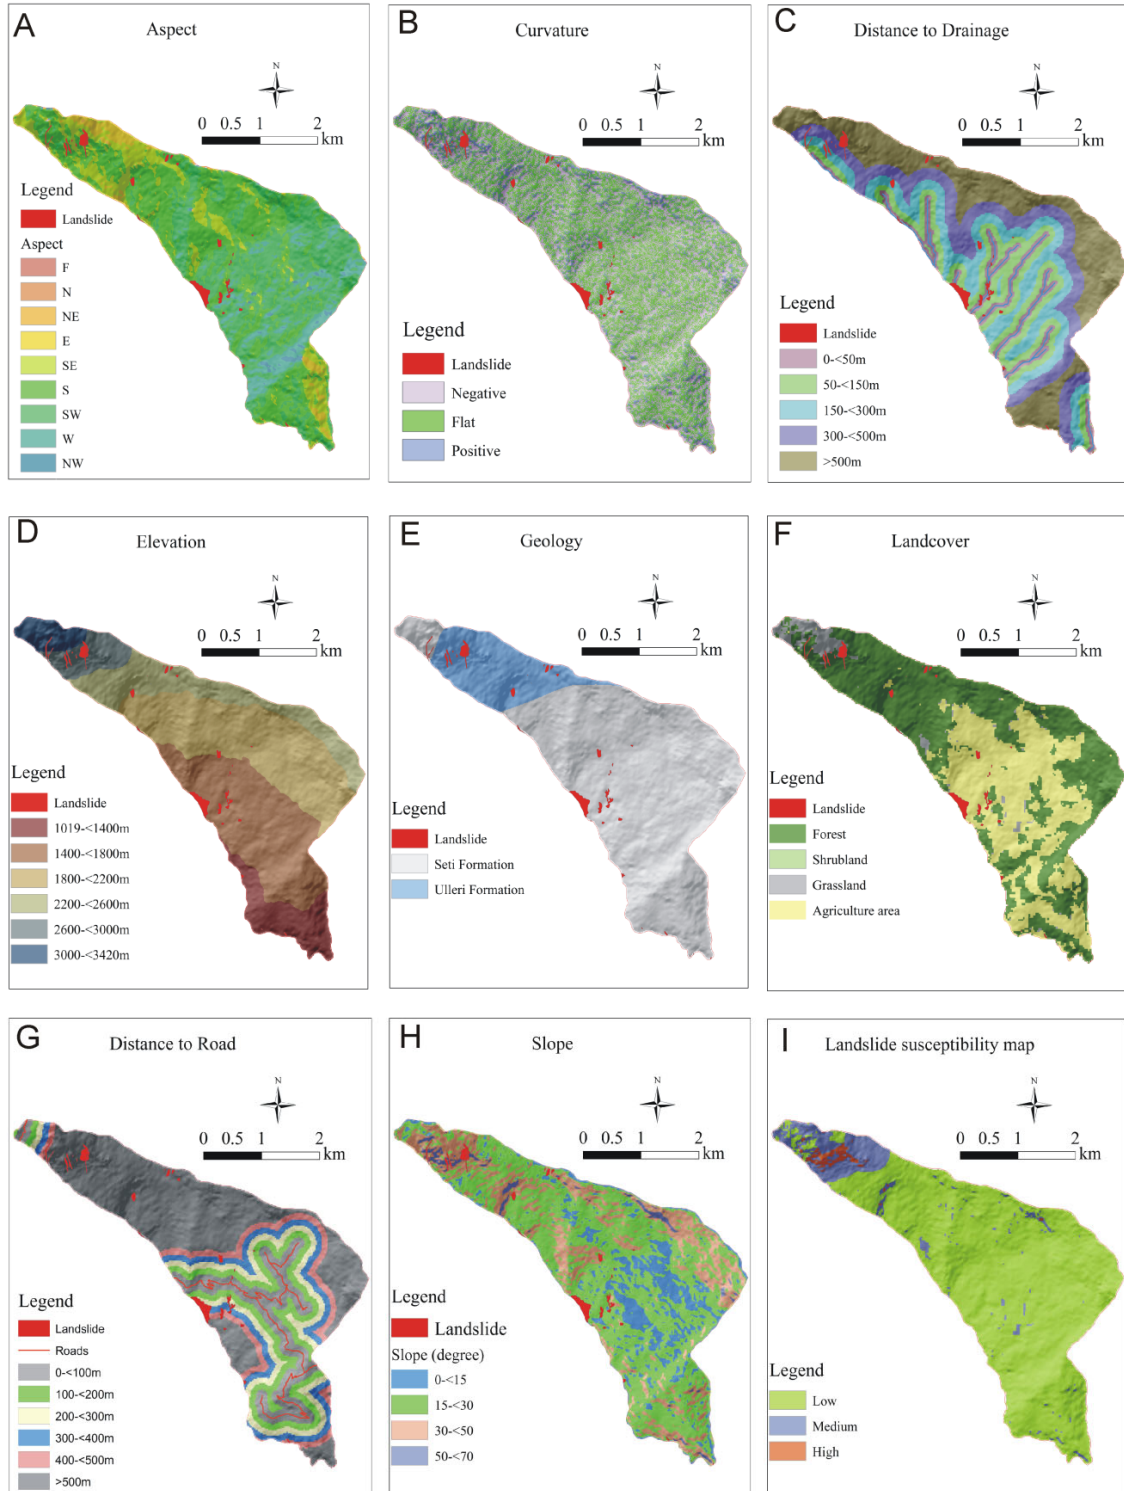 A
Aspect
N
0 0.5 1 2
km
Legend
Landslide
Aspect
F
N
NE
E
SE
S
SW
W
NW
B
Curvature
N
0 0.5 1 2
km
Legend
Landslide
Negative
Flat
Positive
C
Distance to Drainage
N
0 0.5 1 2
km
Legend
Landslide
0-<50m
50-<150m
150-<300m
300-<500m
>500m
D
Elevation
N
0 0.5 1 2
km
Legend
Landslide
1019-<1400m
1400-<1800m
1800-<2200m
2200-<2600m
2600-<3000m
3000-<3420m
E
Geology
N
0 0.5 1 2
km
Legend
Landslide
Seti Formation
Ulleri Formation
F
Landcover
N
0 0.5 1 2
km
Legend
Landslide
Forest
Shrubland
Grassland
Agriculture area
G
Distance to Road
N
0 0.5 1 2
km
Legend
Landslide
Roads
0-<100m
100-<200m
200-<300m
300-<400m
400-<500m
>500m
H
Slope
N
0 0.5 1 2
km
Legend
Landslide
Slope (degree)
0-<15
15-<30
30-<50
50-<70
I
Landslide susceptibility map
N
0 0.5 1 2
km
Legend
Low
Medium
High